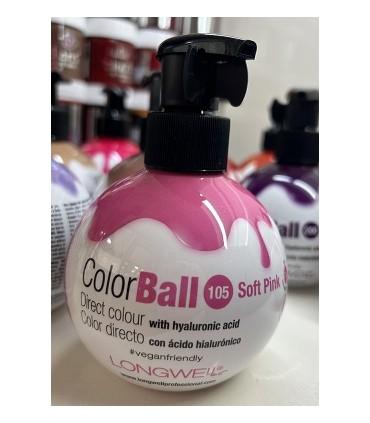 ColorBall 105 Soft Pink
Direct colour with hyaluronic acid
Color directo con ácido hialurónico
#veganfriendly
LONGWELL
www.longwellprofessional.com
Ball